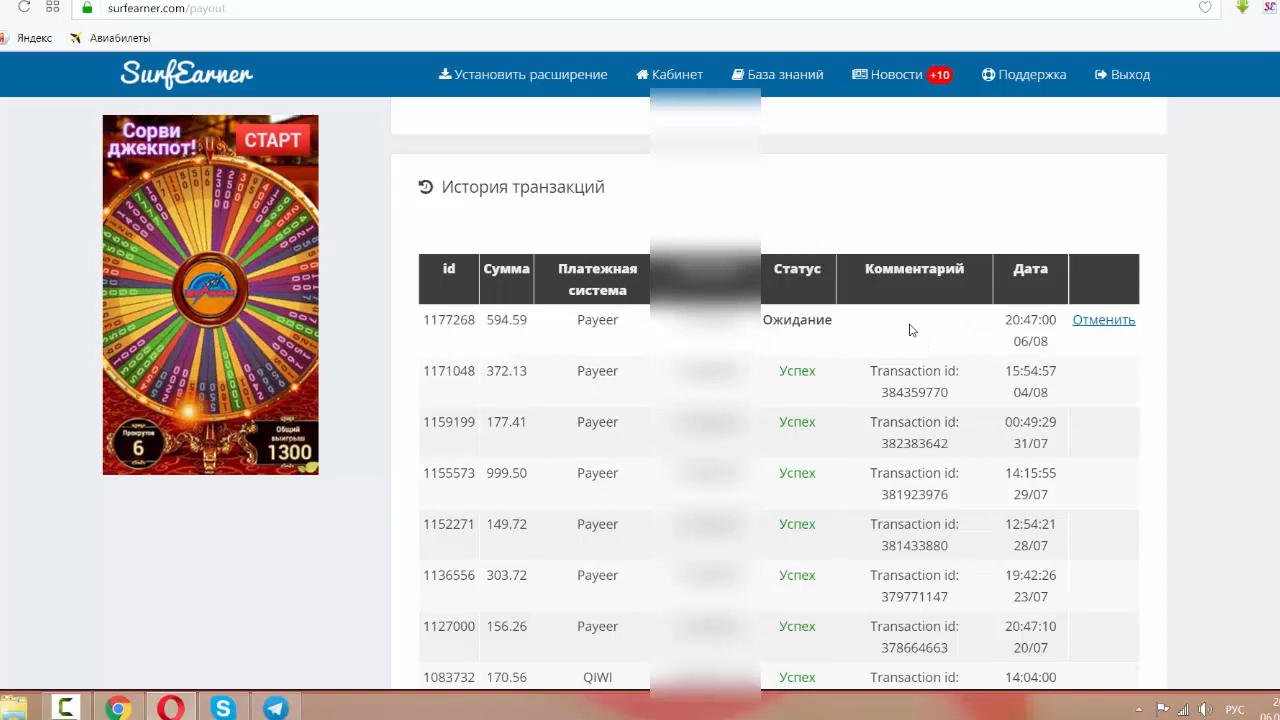 surfearner.com/payout
Яндекс Авиабилеты
SurfEarner Установить расширение Кабинет База знаний Новости +10 Поддержка Выход
Сорви джекпот! СТАРТ
Прокрутов 6
Общий выигрыш 1300
История транзакций
id Сумма Платежная система Статус Комментарий Дата
1177268 594.59 Payeer Ожидание 20:47:00 06/08 Отменить
1171048 372.13 Payeer Успех Transaction id: 384359770 15:54:57 04/08
1159199 177.41 Payeer Успех Transaction id: 382383642 00:49:29 31/07
1155573 999.50 Payeer Успех Transaction id: 381923976 14:15:55 29/07
1152271 149.72 Payeer Успех Transaction id: 381433880 12:54:21 28/07
1136556 303.72 Payeer Успех Transaction id: 379771147 19:42:26 23/07
1127000 156.26 Payeer Успех Transaction id: 378664663 20:47:10 20/07
1083732 170.56 QIWI Успех Transaction id: 14:04:00
РУС